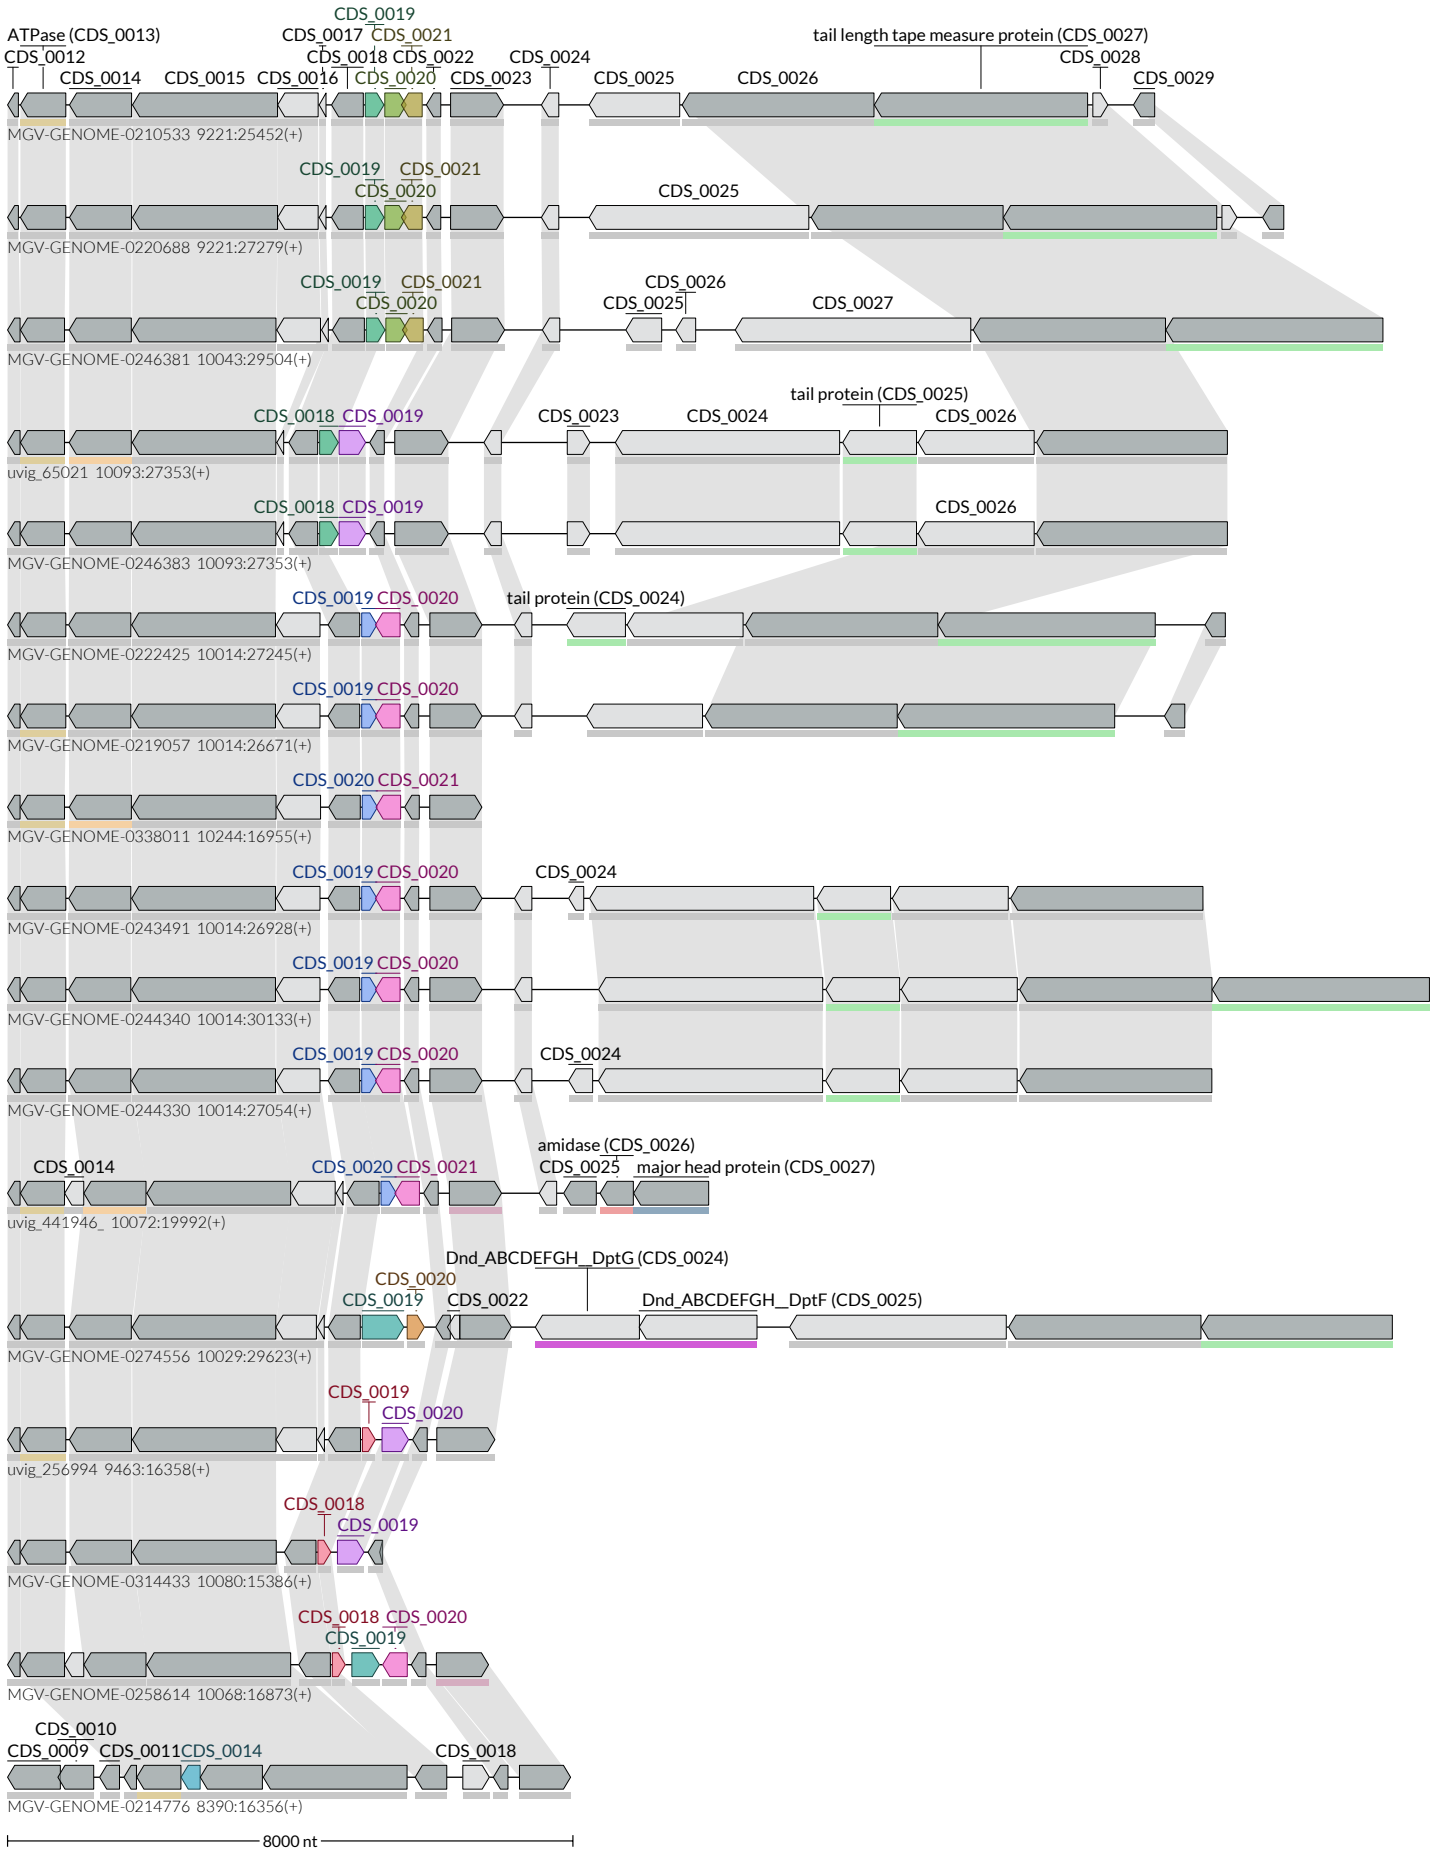 CDS_0019
ATPase (CDS_0013) CDS_0017 CDS_0021 tail length tape measure protein (CDS_0027)
CDS_0012 CDS_0018 CDS_0022 CDS_0024 CDS_0028
CDS_0014 CDS_0015 CDS_0016 CDS_0020 CDS_0023 CDS_0025 CDS_0026 CDS_0029
MGV-GENOME-0210533 9221:25452(+)
CDS_0019 CDS_0021
CDS_0020 CDS_0025
MGV-GENOME-0220688 9221:27279(+)
CDS_0019 CDS_0021 CDS_0026
CDS_0020 CDS_0025 CDS_0027
MGV-GENOME-0246381 10043:29504(+)
tail protein (CDS_0025)
CDS_0018 CDS_0019 CDS_0023 CDS_0024 CDS_0026
uvig_65021 10093:27353(+)
CDS_0018 CDS_0019 CDS_0026
MGV-GENOME-0246383 10093:27353(+)
CDS_0019 CDS_0020 tail protein (CDS_0024)
MGV-GENOME-0222425 10014:27245(+)
CDS_0019 CDS_0020
MGV-GENOME-0219057 10014:26671(+)
CDS_0020 CDS_0021
MGV-GENOME-0338011 10244:16955(+)
CDS_0019 CDS_0020 CDS_0024
MGV-GENOME-0243491 10014:26928(+)
CDS_0019 CDS_0020
MGV-GENOME-0244340 10014:30133(+)
CDS_0019 CDS_0020 CDS_0024
MGV-GENOME-0244330 10014:27054(+)
amidase (CDS_0026)
CDS_0014 CDS_0020 CDS_0021 CDS_0025 major head protein (CDS_0027)
uvig_441946_ 10072:19992(+)
Dnd_ABCDEFGH__DptG (CDS_0024)
CDS_0020
CDS_0019 CDS_0022 Dnd_ABCDEFGH__DptF (CDS_0025)
MGV-GENOME-0274556 10029:29623(+)
CDS_0019
CDS_0020
uvig_256994 9463:16358(+)
CDS_0018
CDS_0019
MGV-GENOME-0314433 10080:15386(+)
CDS_0018 CDS_0020
CDS_0019
MGV-GENOME-0258614 10068:16873(+)
CDS_0010
CDS_0009 CDS_0011 CDS_0014 CDS_0018
MGV-GENOME-0214776 8390:16356(+)
8000 nt